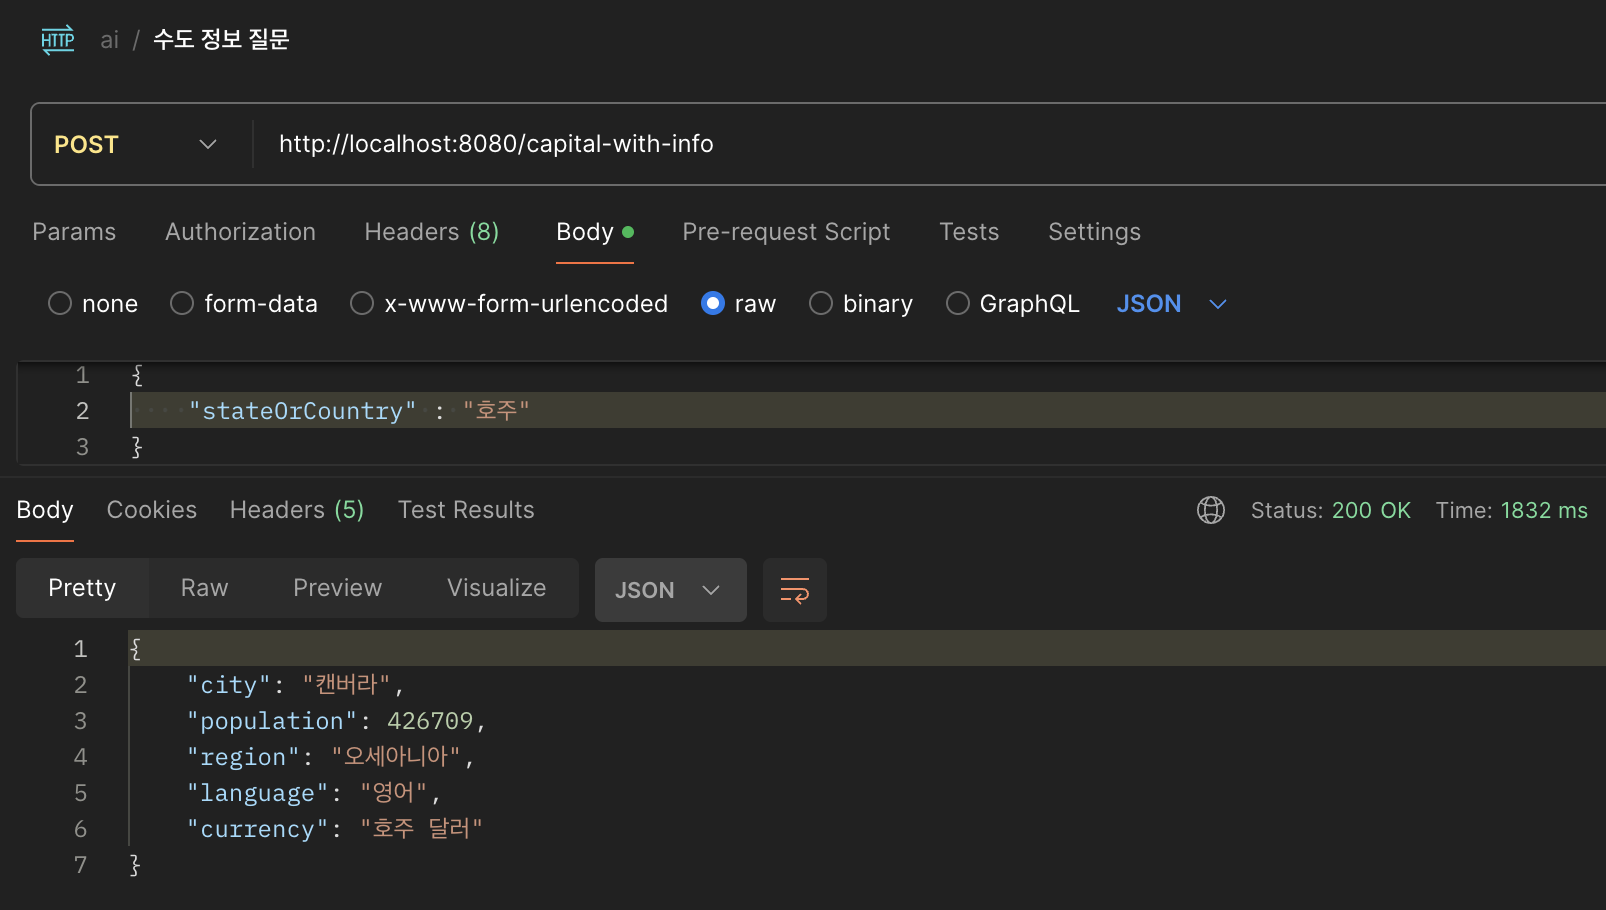 HTTP ai / 수도 정보 질문
POST http://localhost:8080/capital-with-info
Params Authorization Headers (8) Body Pre-request Script Tests Settings
none form-data x-www-form-urlencoded raw binary GraphQL JSON
1 {
2 "stateOrCountry" : "호주"
3 }
Body Cookies Headers (5) Test Results Status: 200 OK Time: 1832 ms
Pretty Raw Preview Visualize JSON
1 {
2 "city": "캔버라",
3 "population": 426709,
4 "region": "오세아니아",
5 "language": "영어",
6 "currency": "호주 달러"
7 }